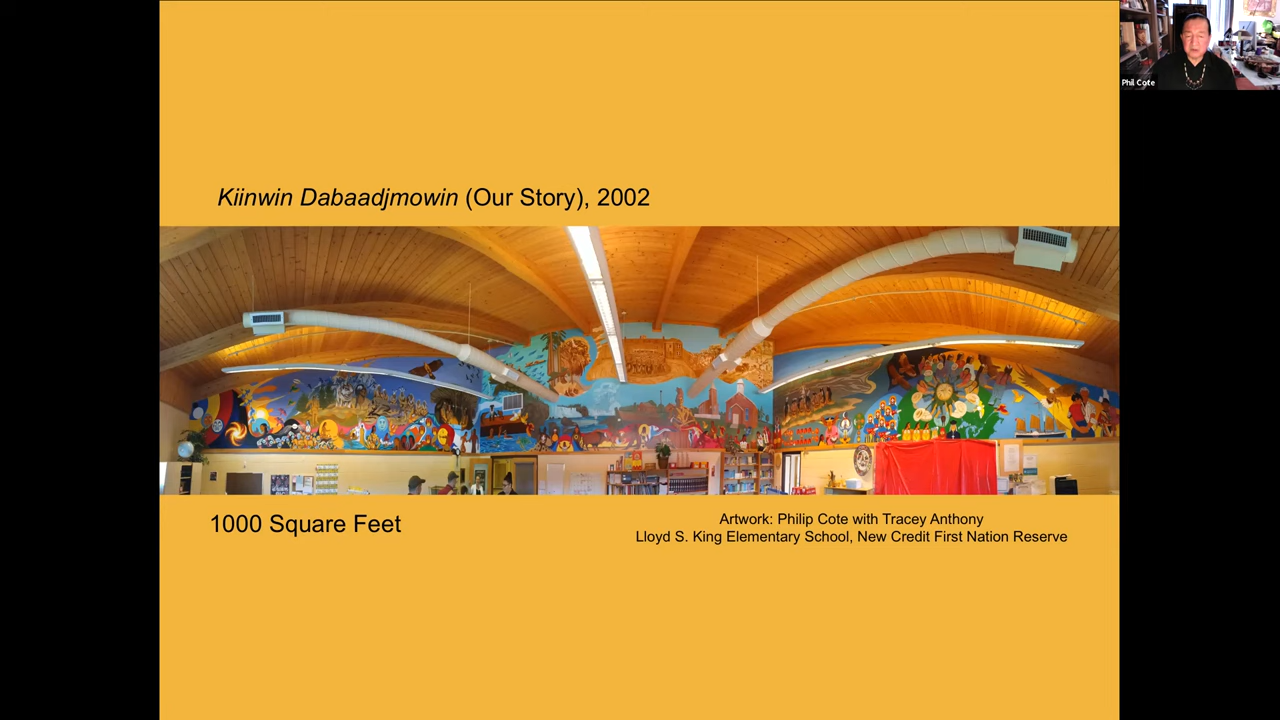 Phil Cote
Kiinwin Dabaadjmowin (Our Story), 2002
1000 Square Feet
Artwork: Philip Cote with Tracey Anthony
Lloyd S. King Elementary School, New Credit First Nation Reserve